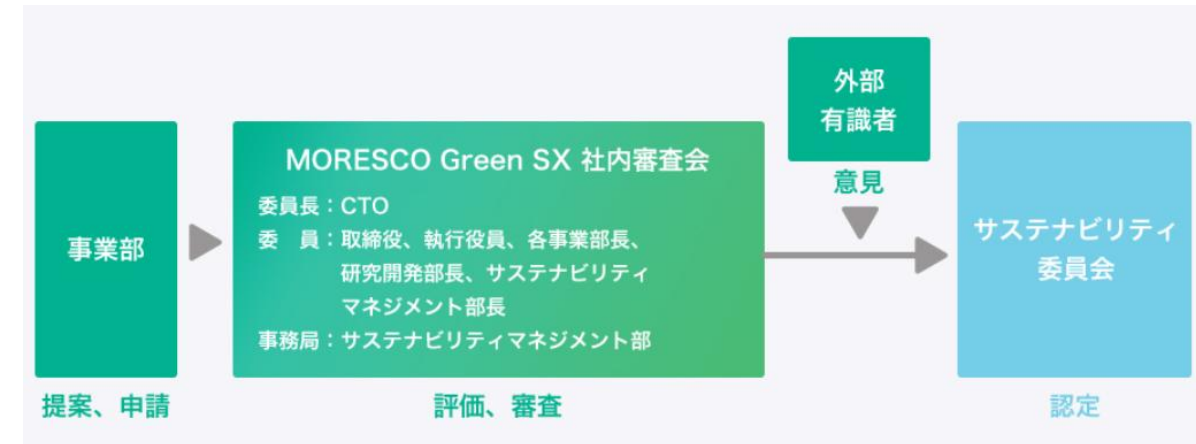 事業部
提案、申請
MORESCO Green SX 社内審査会
委員長：CTO
委　員：取締役、執行役員、各事業部長、
研究開発部長、サステナビリティ
マネジメント部長
事務局：サステナビリティマネジメント部
評価、審査
外部
有識者
意見
サステナビリティ
委員会
認定